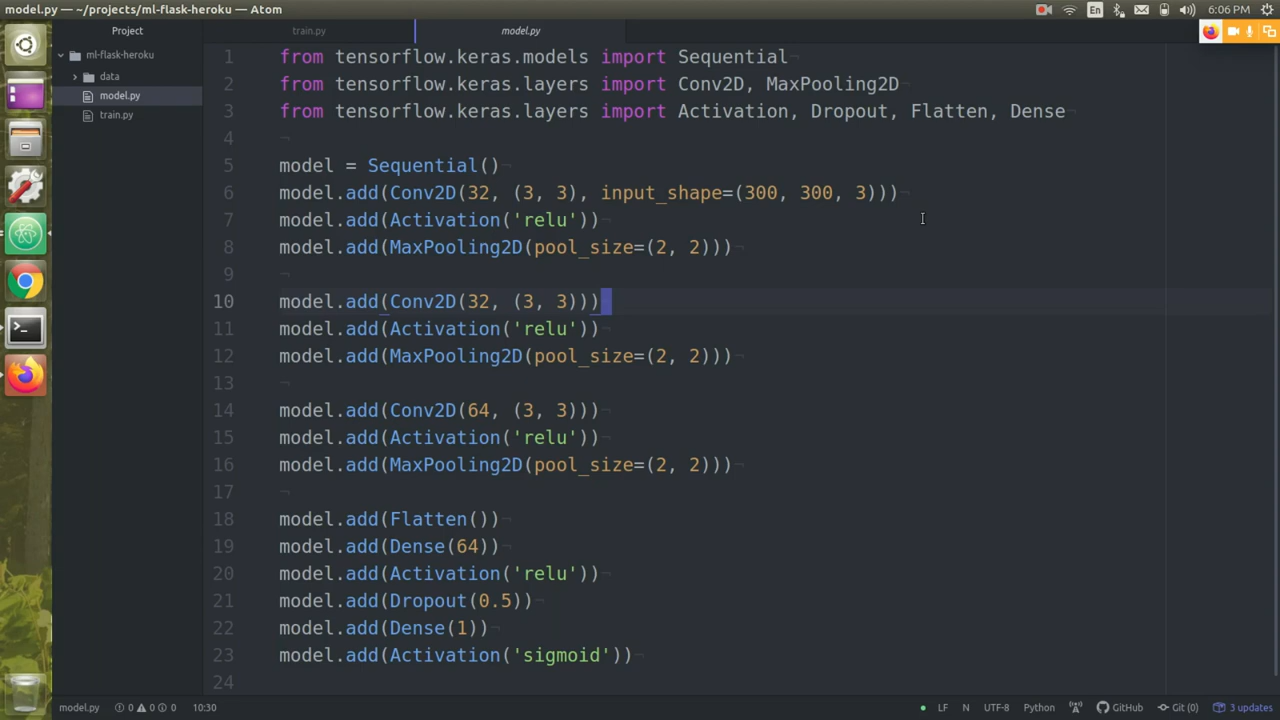 model.py — ~/projects/ml-flask-heroku — Atom
En
6:06 PM
Project
train.py
model.py
ml-flask-heroku
data
model.py
train.py
1 from tensorflow.keras.models import Sequential¬
2 from tensorflow.keras.layers import Conv2D, MaxPooling2D
3 from tensorflow.keras.layers import Activation, Dropout, Flatten, Dense¬
4 ¬
5 model = Sequential()¬
6 model.add(Conv2D(32, (3, 3), input_shape=(300, 300, 3)))¬
7 model.add(Activation('relu'))¬
8 model.add(MaxPooling2D(pool_size=(2, 2)))¬
9 ¬
10 model.add(Conv2D(32, (3, 3)))
11 model.add(Activation('relu'))¬
12 model.add(MaxPooling2D(pool_size=(2, 2)))¬
13 ¬
14 model.add(Conv2D(64, (3, 3)))¬
15 model.add(Activation('relu'))¬
16 model.add(MaxPooling2D(pool_size=(2, 2)))¬
17 ¬
18 model.add(Flatten())¬
19 model.add(Dense(64))¬
20 model.add(Activation('relu'))¬
21 model.add(Dropout(0.5))¬
22 model.add(Dense(1))¬
23 model.add(Activation('sigmoid'))¬
24
model.py 0 0 0 10:30 LF N UTF-8 Python GitHub Git (0) 3 updates